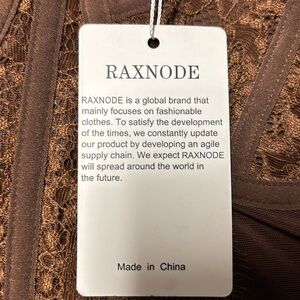 RAXNODE
RAXNODE is a global brand that
mainly focuses on fashionable
clothes. To satisfy the development
of the times, we constantly update
our product by developing an agile
supply chain. We expect RAXNODE
will spread around the world in
the future.
Made in China